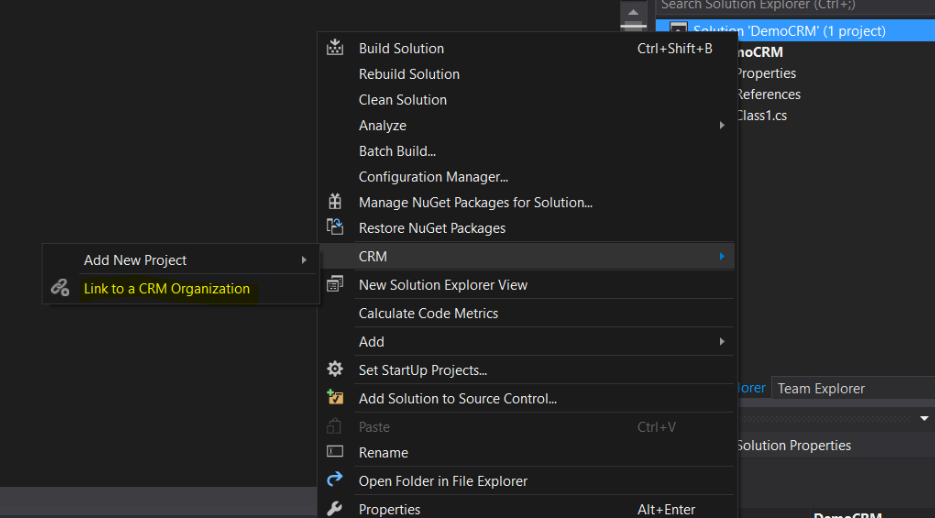 Search Solution Explorer (Ctrl+;)
Solution 'DemoCRM' (1 project)
moCRM
Properties
References
Class1.cs
Build Solution Ctrl+Shift+B
Rebuild Solution
Clean Solution
Analyze
Batch Build...
Configuration Manager...
Manage NuGet Packages for Solution...
Restore NuGet Packages
CRM
Add New Project
Link to a CRM Organization
New Solution Explorer View
Calculate Code Metrics
Add
Set StartUp Projects...
Add Solution to Source Control...
Paste Ctrl+V
Rename
Open Folder in File Explorer
Properties Alt+Enter
lorer Team Explorer
Solution Properties
DemoCRM